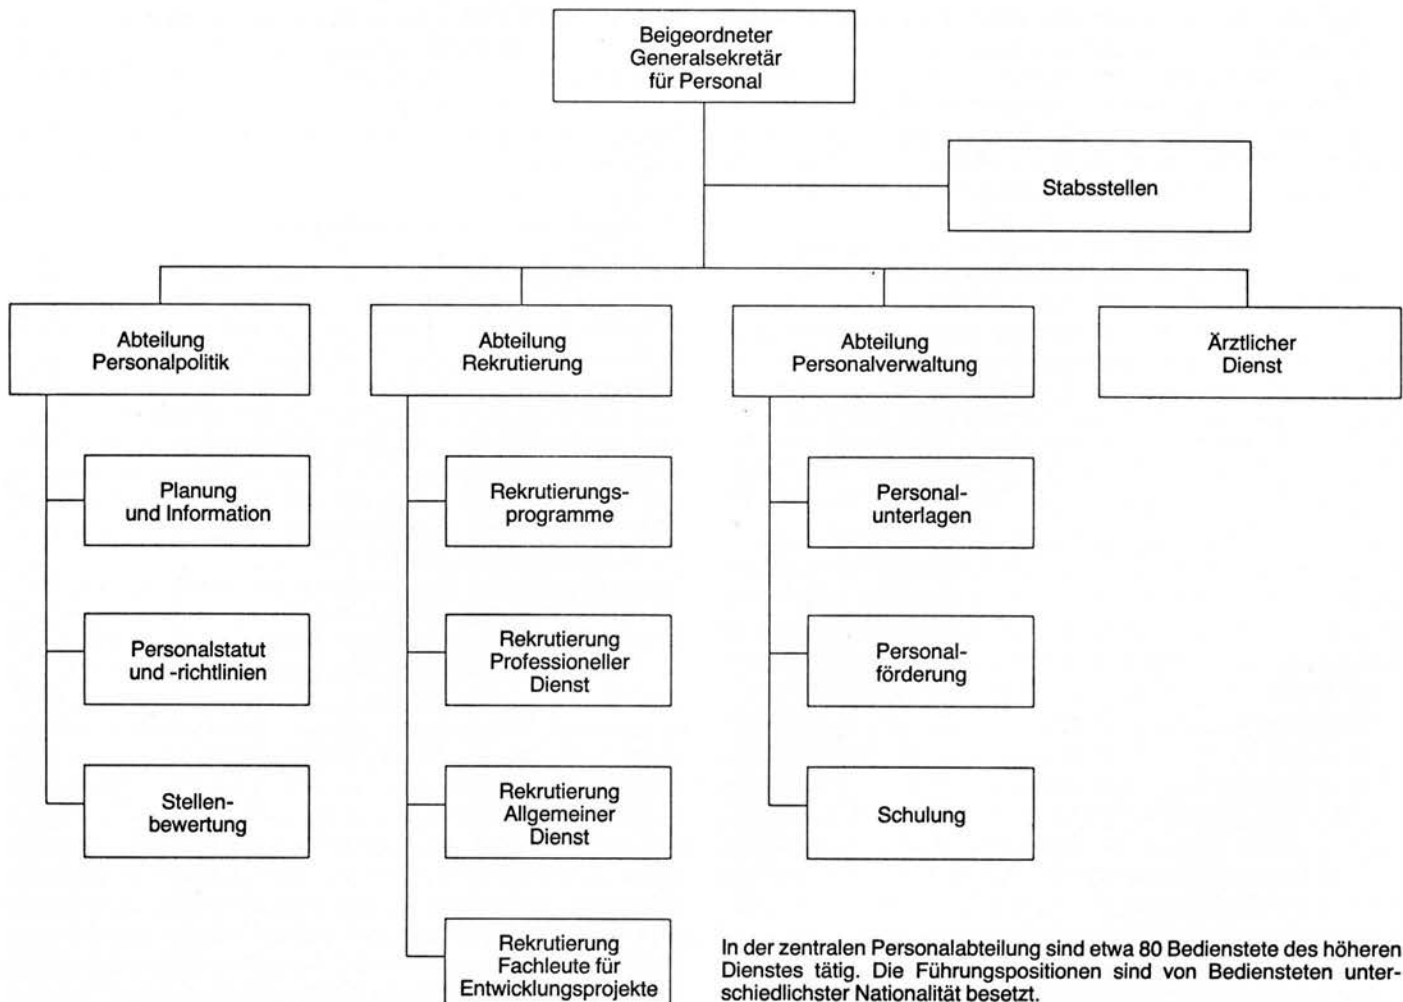 Beigeordneter
Generalsekretär
für Personal
Stabsstellen
Abteilung
Personalpolitik
Abteilung
Rekrutierung
Abteilung
Personalverwaltung
Ärztlicher
Dienst
Planung
und Information
Rekrutierungs-
programme
Personal-
unterlagen
Personalstatut
und -richtlinien
Rekrutierung
Professioneller
Dienst
Personal-
förderung
Stellen-
bewertung
Rekrutierung
Allgemeiner
Dienst
Schulung
Rekrutierung
Fachleute für
Entwicklungsprojekte
In der zentralen Personalabteilung sind etwa 80 Bedienstete des höheren
Dienstes tätig. Die Führungspositionen sind von Bediensteten unter-
schiedlichster Nationalität besetzt.